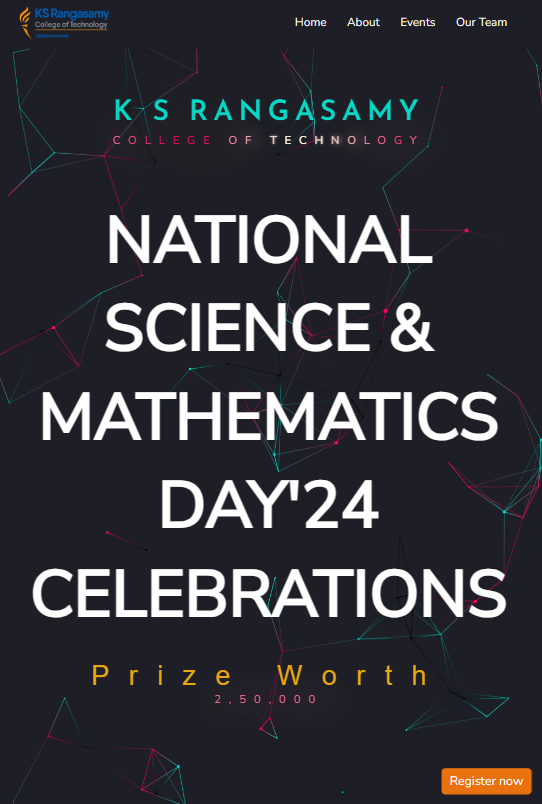 KS Rangasamy
College of Technology
Home About Events Our Team
K S RANGASAMY
COLLEGE OF TECHNOLOGY
NATIONAL
SCIENCE &
MATHEMATICS
DAY'24
CELEBRATIONS
Prize Worth
2,50,000
Register now